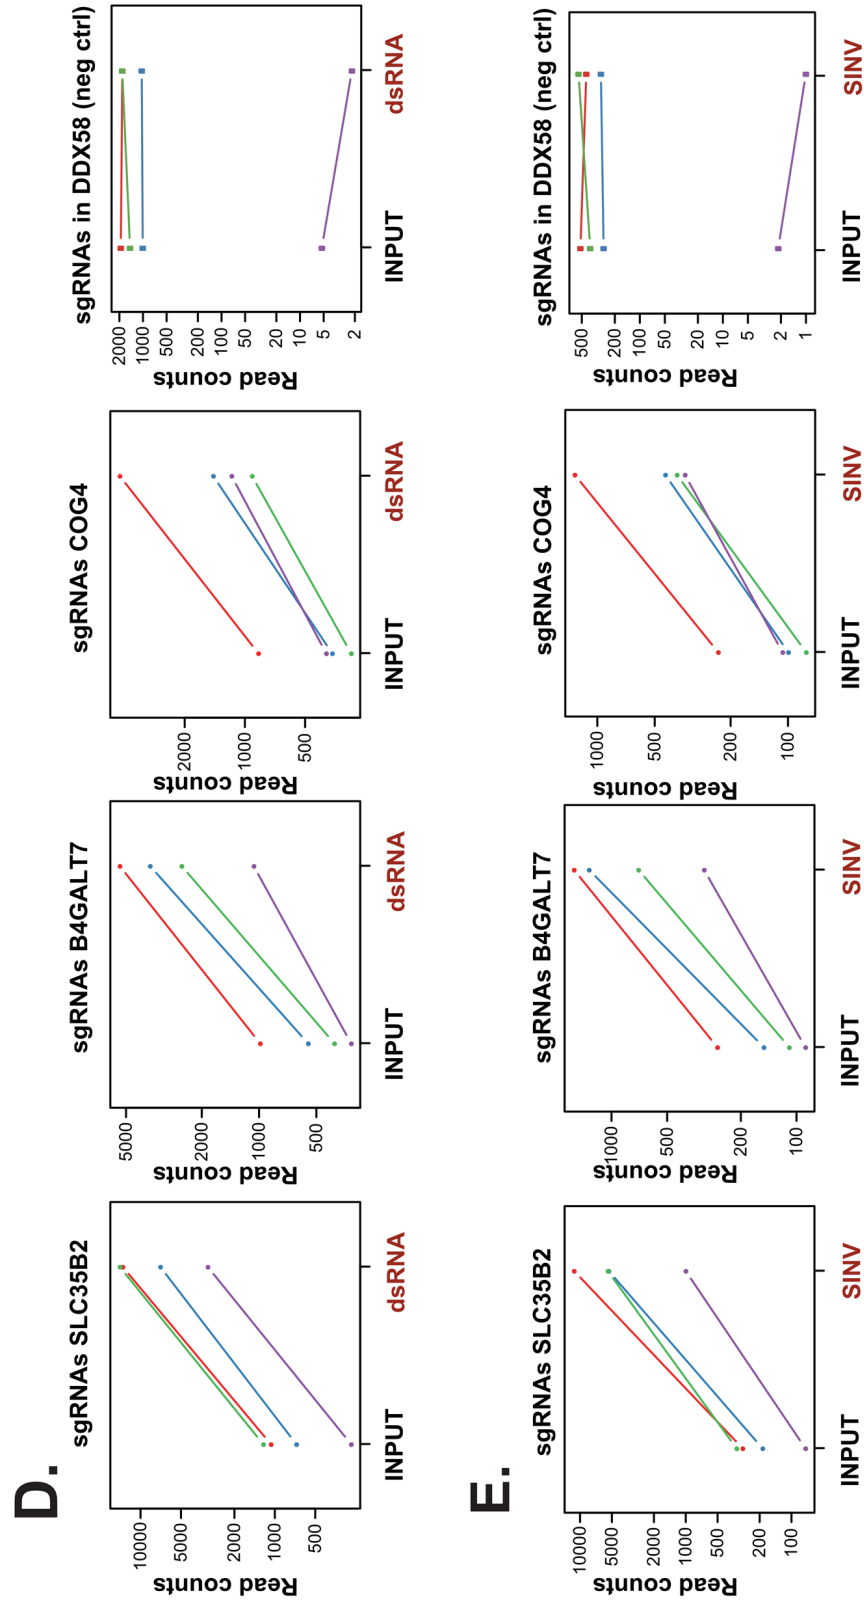 D.
sgRNAs SLC35B2
Read counts
10000
5000
2000
1000
500
INPUT
dsRNA
sgRNAs B4GALT7
Read counts
5000
2000
1000
500
INPUT
dsRNA
sgRNAs COG4
Read counts
2000
1000
500
INPUT
dsRNA
sgRNAs in DDX58 (neg ctrl)
Read counts
2000
1000
500
200
100
50
20
10
5
2
INPUT
dsRNA
E.
sgRNAs SLC35B2
Read counts
10000
5000
2000
1000
500
200
100
INPUT
SINV
sgRNAs B4GALT7
Read counts
1000
500
200
100
INPUT
SINV
sgRNAs COG4
Read counts
1000
500
200
100
INPUT
SINV
sgRNAs in DDX58 (neg ctrl)
Read counts
500
200
100
50
20
10
5
2
1
INPUT
SINV